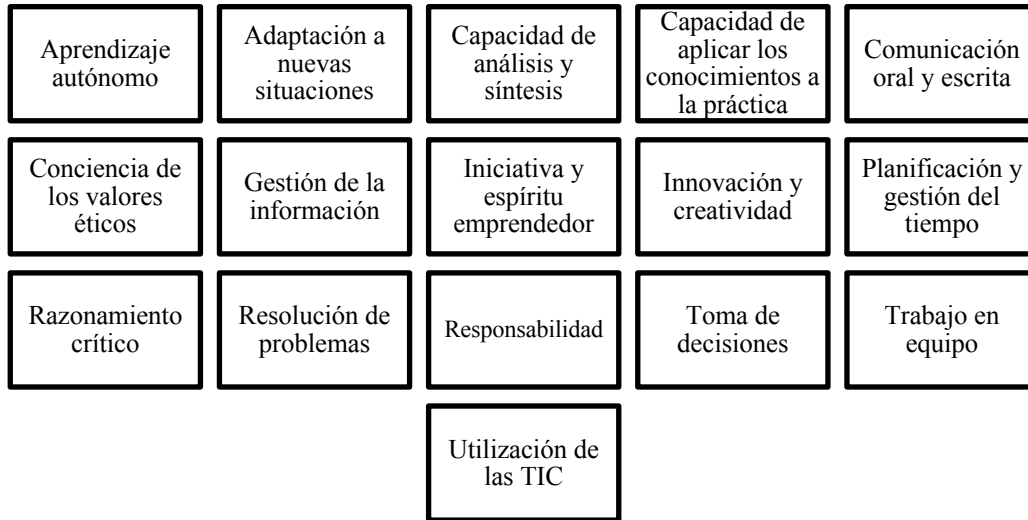 Aprendizaje
autónomo
Adaptación a
nuevas
situaciones
Capacidad de
análisis y
síntesis
Capacidad de
aplicar los
conocimientos a
la práctica
Comunicación
oral y escrita
Conciencia de
los valores
éticos
Gestión de la
información
Iniciativa y
espíritu
emprendedor
Innovación y
creatividad
Planificación y
gestión del
tiempo
Razonamiento
crítico
Resolución de
problemas
Responsabilidad
Toma de
decisiones
Trabajo en
equipo
Utilización de
las TIC